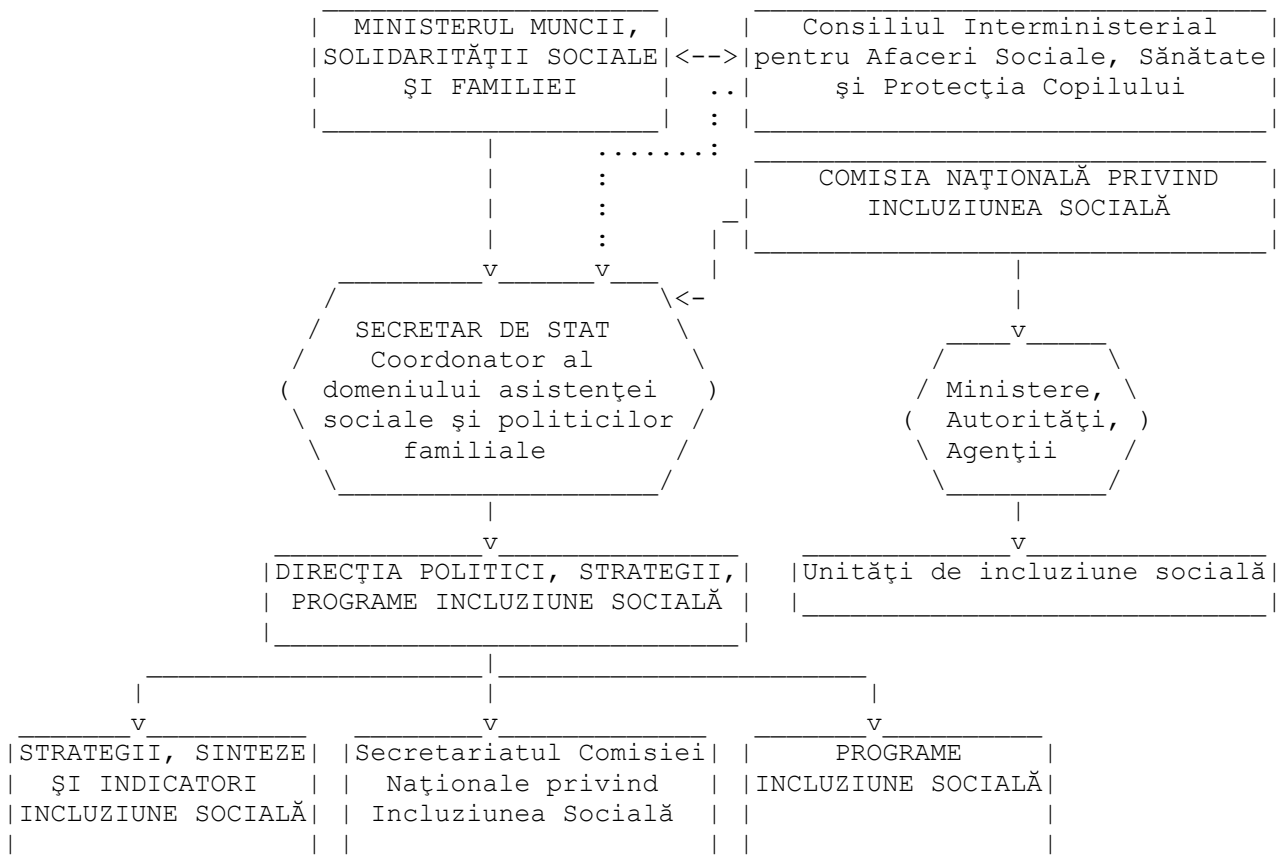 MINISTERUL MUNCII,
SOLIDARITĂŢII SOCIALE
ŞI FAMILIEI
Consiliul Interministerial
pentru Afaceri Sociale, Sănătate
şi Protecţia Copilului
COMISIA NAŢIONALĂ PRIVIND
INCLUZIUNEA SOCIALĂ
SECRETAR DE STAT
Coordonator al
domeniului asistenţei
sociale şi politicilor
familiale
Ministere,
Autorităţi,
Agenţii
DIRECŢIA POLITICI, STRATEGII,
PROGRAME INCLUZIUNE SOCIALĂ
Unităţi de incluziune socială
STRATEGII, SINTEZE
ŞI INDICATORI
INCLUZIUNE SOCIALĂ
Secretariatul Comisiei
Naţionale privind
Incluziunea Socială
PROGRAME
INCLUZIUNE SOCIALĂ